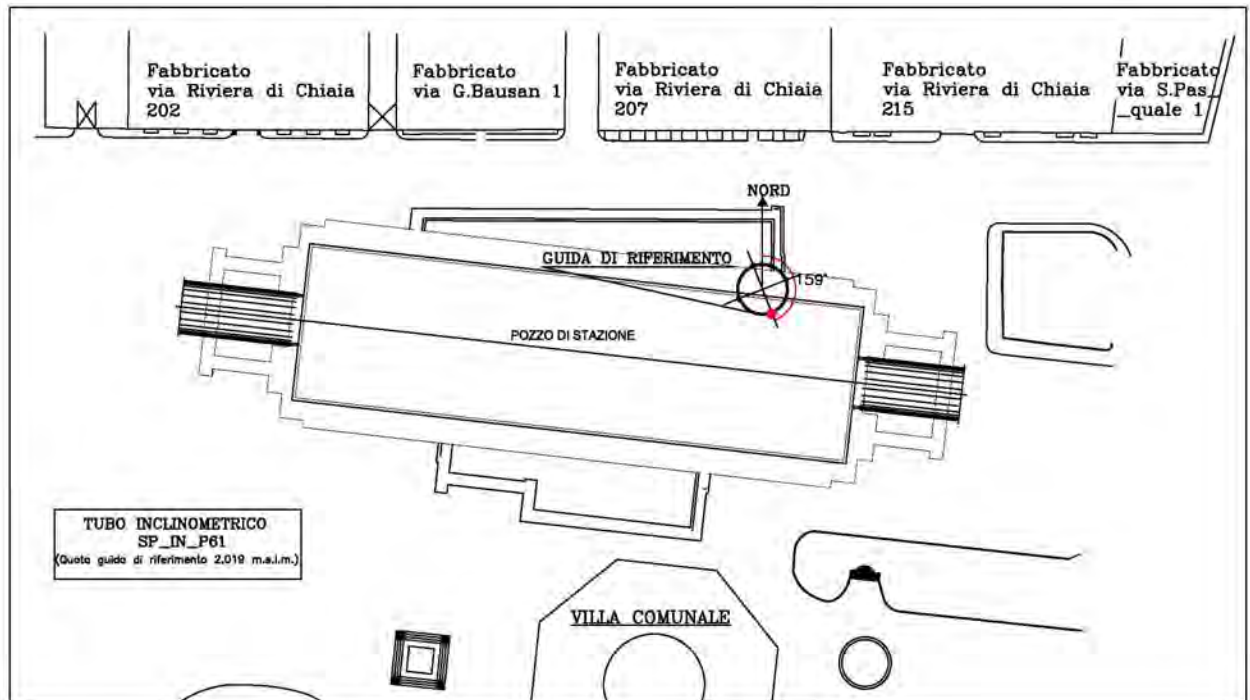 Fabbricato
via Riviera di Chiaia
202
Fabbricato
via G.Bausan 1
Fabbricato
via Riviera di Chiaia
207
Fabbricato
via Riviera di Chiaia
215
Fabbricato
via S.Pas_
_quale 1
NORD
GUIDA DI RIFERIMENTO
159°
POZZO DI STAZIONE
TUBO INCLINOMETRICO
SP_IN_P61
(Quota guida di riferimento 2,019 m.s.l.m.)
VILLA COMUNALE